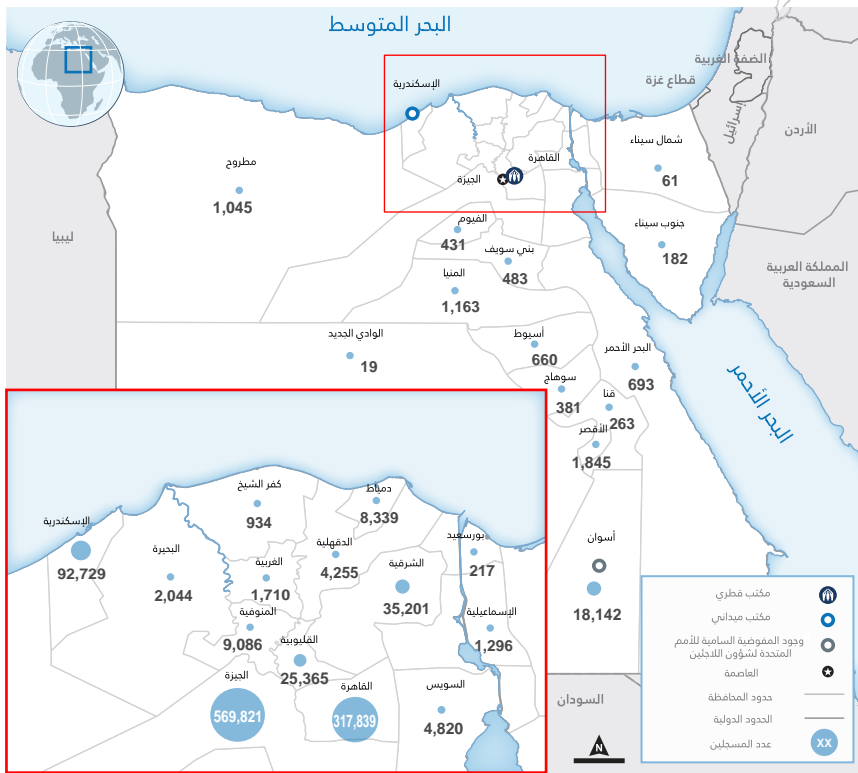 البحر المتوسط
الضفة الغربية
قطاع غزة
إسرائيل
الأردن
الإسكندرية
القاهرة
الجيزة
شمال سيناء
61
مطروح
1,045
ليبيا
الفيوم
431
بني سويف
483
جنوب سيناء
182
المملكة العربية
السعودية
المنيا
1,163
الوادي الجديد
19
أسيوط
660
البحر الأحمر
693
البحر الأحمر
سوهاج
381
قنا
263
الأقصر
1,845
أسوان
18,142
السودان
كفر الشيخ
934
دمياط
8,339
الإسكندرية
92,729
البحيرة
2,044
الدقهلية
4,255
بورسعيد
217
الغربية
1,710
الشرقية
35,201
المنوفية
9,086
الإسماعيلية
1,296
القليوبية
25,365
الجيزة
569,821
القاهرة
317,839
السويس
4,820
مكتب قطري
مكتب ميداني
وجود المفوضية السامية للأمم
المتحدة لشؤون اللاجئين
العاصمة
حدود المحافظة
الحدود الدولية
عدد المسجلين
XX
N